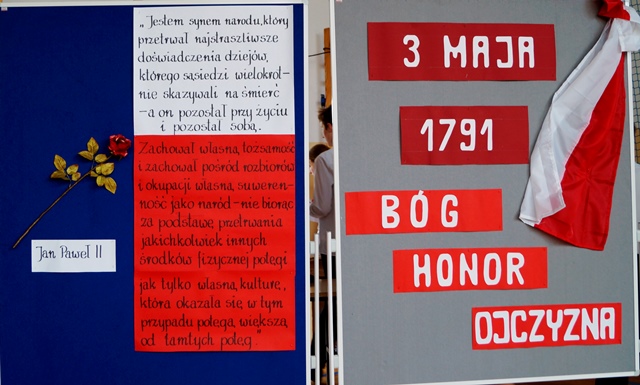 „Jestem synem narodu, który
przetrwał najstraszliwsze
doświadczenia dziejów,
którego sąsiedzi wielokrot-
nie skazywali na śmierć
-a on pozostał przy życiu
i pozostał sobą.
Zachował własną tożsamość
i zachował pośród rozbiorów
i okupacji własną suweren-
ność jako naród-nie biorąc
za podstawę przetrwania
jakichkolwiek innych
środków fizycznej potęgi
jak tylko własną kulturę,
która okazała się w tym
przypadku potęgą, większą
od tamtych potęg."
Jan Paweł II
3 MAJA
1791
BÓG
HONOR
OJCZYZNA